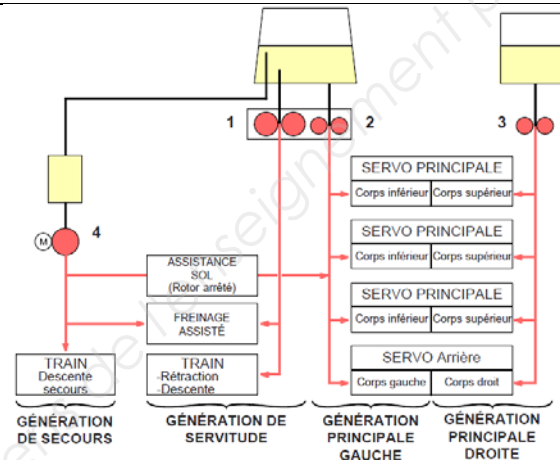 1
2
3
SERVO PRINCIPALE
Corps inférieur
Corps supérieur
M
4
SERVO PRINCIPALE
Corps inférieur
Corps supérieur
ASSISTANCE
SOL
(Rotor arrêté)
SERVO PRINCIPALE
Corps inférieur
Corps supérieur
FREINAGE
ASSISTÉ
TRAIN
Descente
secours
TRAIN
-Rétraction
-Descente
SERVO Arrière
Corps gauche
Corps droit
GÉNÉRATION
DE SECOURS
GÉNÉRATION DE
SERVITUDE
GÉNÉRATION
PRINCIPALE
GAUCHE
GÉNÉRATION
PRINCIPALE
DROITE
de l'enseignement